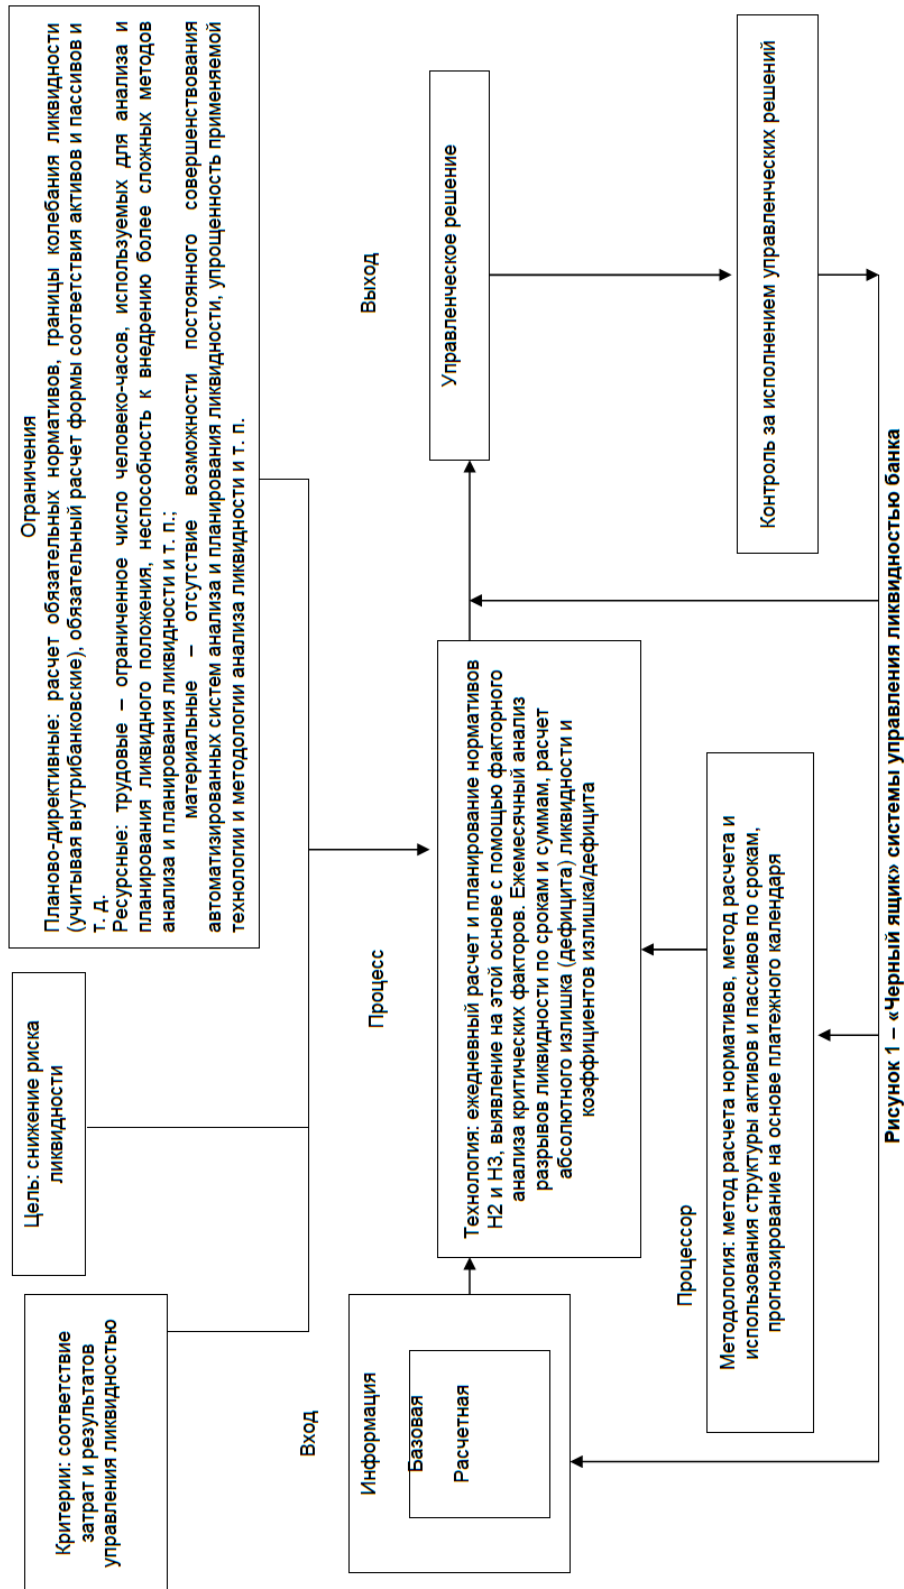 Критерии: соответствие
затрат и результатов
управления ликвидностью
Цель: снижение риска
ликвидности
Ограничения
Планово-директивные: расчет обязательных нормативов, границы колебания ликвидности
(учитывая внутрибанковские), обязательный расчет формы соответствия активов и пассивов и
т. д.
Ресурсные: трудовые – ограниченное число человеко-часов, используемых для анализа и
планирования ликвидного положения, неспособность к внедрению более сложных методов
анализа и планирования ликвидности и т. п.;
материальные – отсутствие возможности постоянного совершенствования
автоматизированных систем анализа и планирования ликвидности, упрощенность применяемой
технологии и методологии анализа ликвидности и т. п.
Вход
Процесс
Выход
Информация
Базовая
Расчетная
Технология: ежедневный расчет и планирование нормативов
Н2 и Н3, выявление на этой основе с помощью факторного
анализа критических факторов. Ежемесячный анализ
разрывов ликвидности по срокам и суммам, расчет
абсолютного излишка (дефицита) ликвидности и
коэффициентов излишка/дефицита
Управленческое решение
Процессор
Методология: метод расчета нормативов, метод расчета и
использования структуры активов и пассивов по срокам,
прогнозирование на основе платежного календаря
Контроль за исполнением управленческих решений
Рисунок 1 – «Черный ящик» системы управления ликвидностью банка